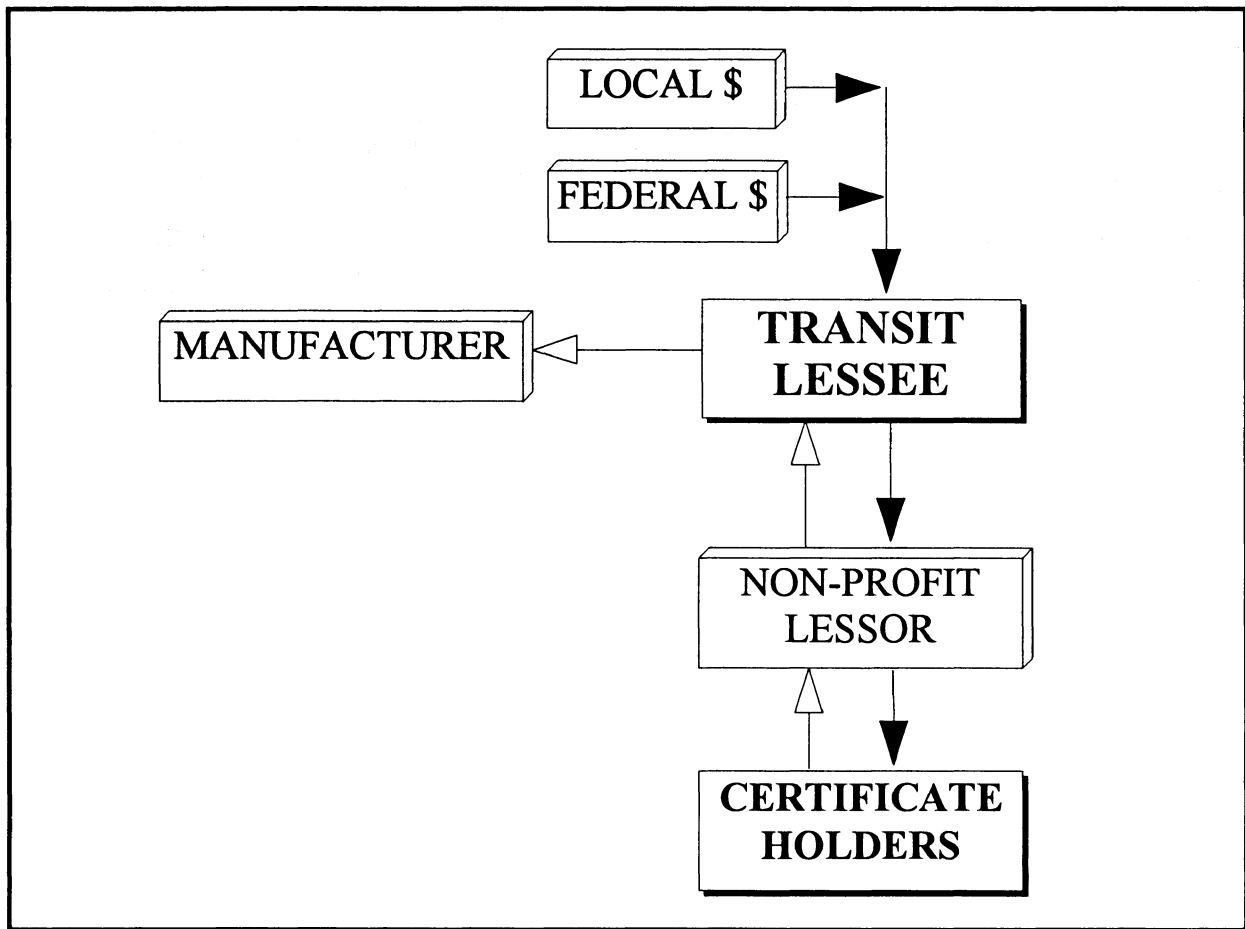 LOCAL $
FEDERAL $
MANUFACTURER
TRANSIT
LESSEE
NON-PROFIT
LESSOR
CERTIFICATE
HOLDERS